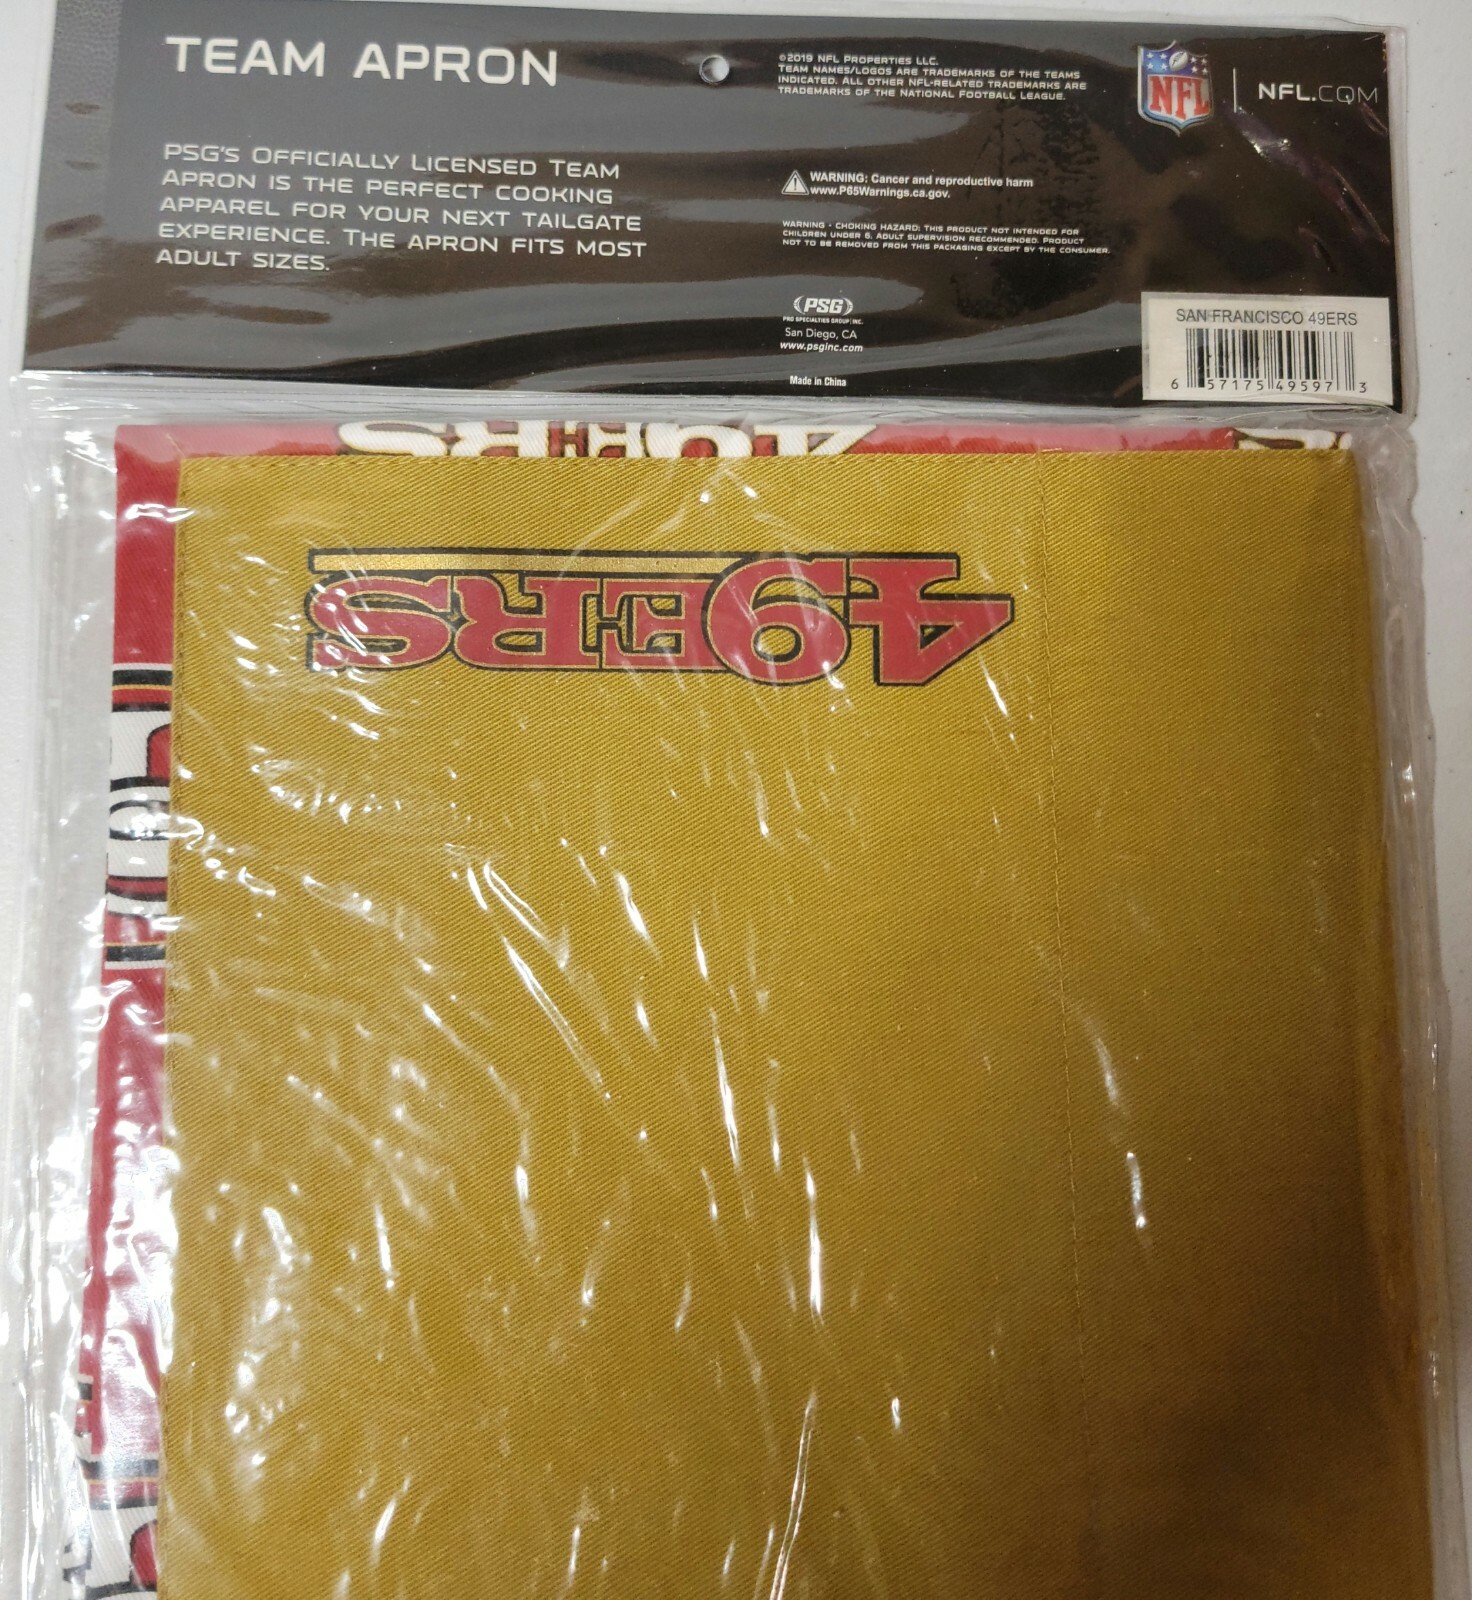 TEAM APRON
PSG'S OFFICIALLY LICENSED TEAM
APRON IS THE PERFECT COOKING
APPAREL FOR YOUR NEXT TAILGATE
EXPERIENCE. THE APRON FITS MOST
ADULT SIZES.
©2019 NFL PROPERTIES LLC.
TEAM NAMES/LOGOS ARE TRADEMARKS OF THE TEAMS
INDICATED. ALL OTHER NFL-RELATED TRADEMARKS ARE
TRADEMARKS OF THE NATIONAL FOOTBALL LEAGUE.
NFL
NFL.COM
WARNING: Cancer and reproductive harm
www.P65Warnings.ca.gov.
WARNING - CHOKING HAZARD: THIS PRODUCT NOT INTENDED FOR
CHILDREN UNDER 6. ADULT SUPERVISION RECOMMENDED. PRODUCT
NOT TO BE REMOVED FROM THIS PACKAGING EXCEPT BY THE CONSUMER.
PSG
PRO SPECIALTIES GROUP, INC.
San Diego, CA
www.psginc.com
Made in China
SAN FRANCISCO 49ERS
6 57175 49597 3
49ERS
49ERS